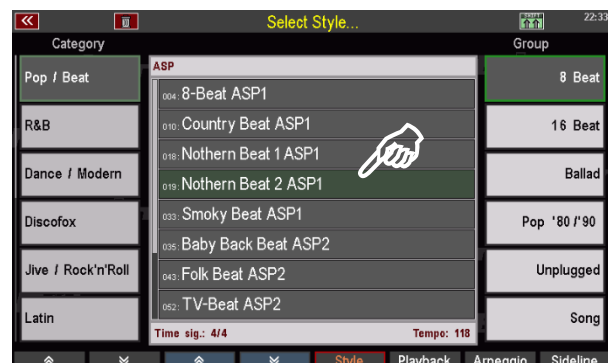 Select Style...
22:33
Category
Group
Pop / Beat
R&B
Dance / Modern
Discofox
Jive / Rock'n'Roll
Latin
ASP
004: 8-Beat ASP1
010: Country Beat ASP1
018: Nothern Beat 1 ASP1
019: Nothern Beat 2 ASP1
033: Smoky Beat ASP1
035: Baby Back Beat ASP2
043: Folk Beat ASP2
052: TV-Beat ASP2
Time sig.: 4/4 Tempo: 118
8 Beat
16 Beat
Ballad
Pop '80 /'90
Unplugged
Song
Style Playback Arpeggio Sideline